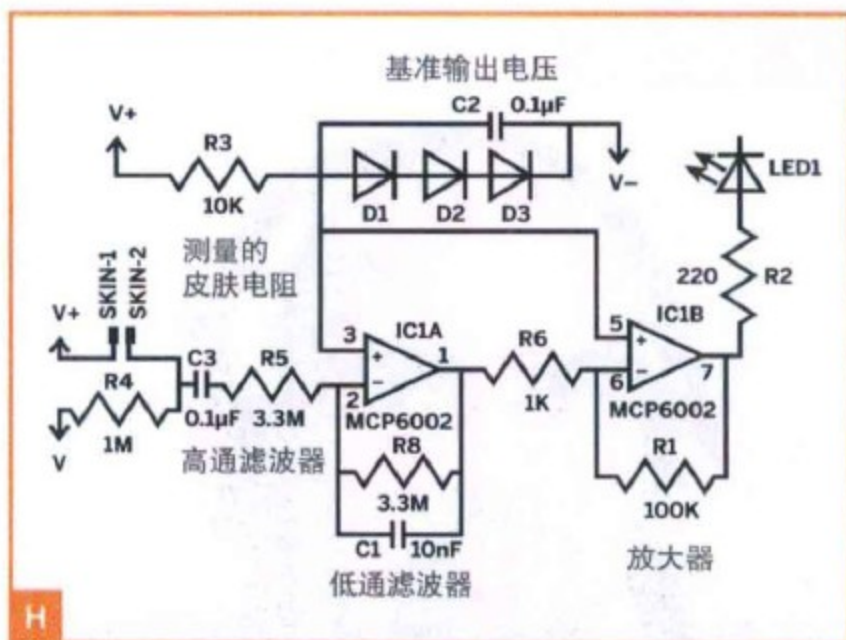 基准输出电压
C2 0.1µF
V+
R3
10K
D1 D2 D3
V-
LED1
220 R2
测量的
皮肤电阻
SKIN-1
SKIN-2
V+
R4
1M
V
C3
0.1µF
R5
3.3M
高通滤波器
3
+
IC1A
1
2
-
MCP6002
R8
3.3M
C1 10nF
低通滤波器
R6
1K
5
+
IC1B
7
6
-
MCP6002
R1
100K
放大器
H